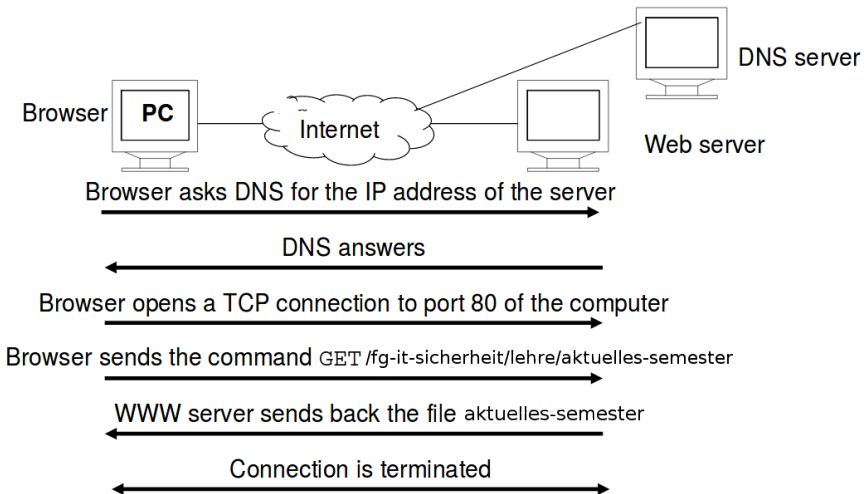 DNS server
Browser
PC
Internet
Web server
Browser asks DNS for the IP address of the server
DNS answers
Browser opens a TCP connection to port 80 of the computer
Browser sends the command GET /fg-it-sicherheit/lehre/aktuelles-semester
WWW server sends back the file aktuelles-semester
Connection is terminated